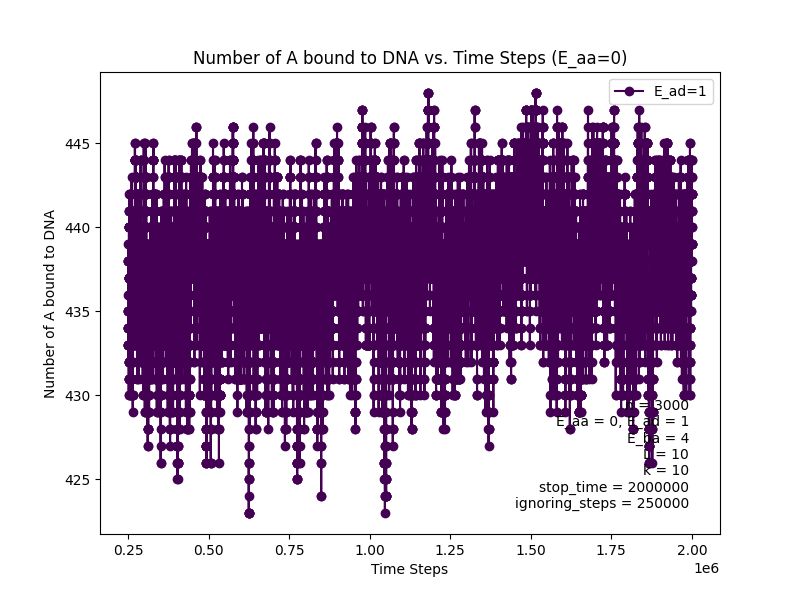 Number of A bound to DNA vs. Time Steps (E_aa=0)
E_ad=1
Number of A bound to DNA
445
440
435
430
425
= 3000
E_aa = 0, E_ad = 1
E_ba = 4
= 10
k = 10
stop_time = 2000000
ignoring_steps = 250000
0.25
0.50
0.75
1.00
1.25
1.50
1.75
2.00
1e6
Time Steps